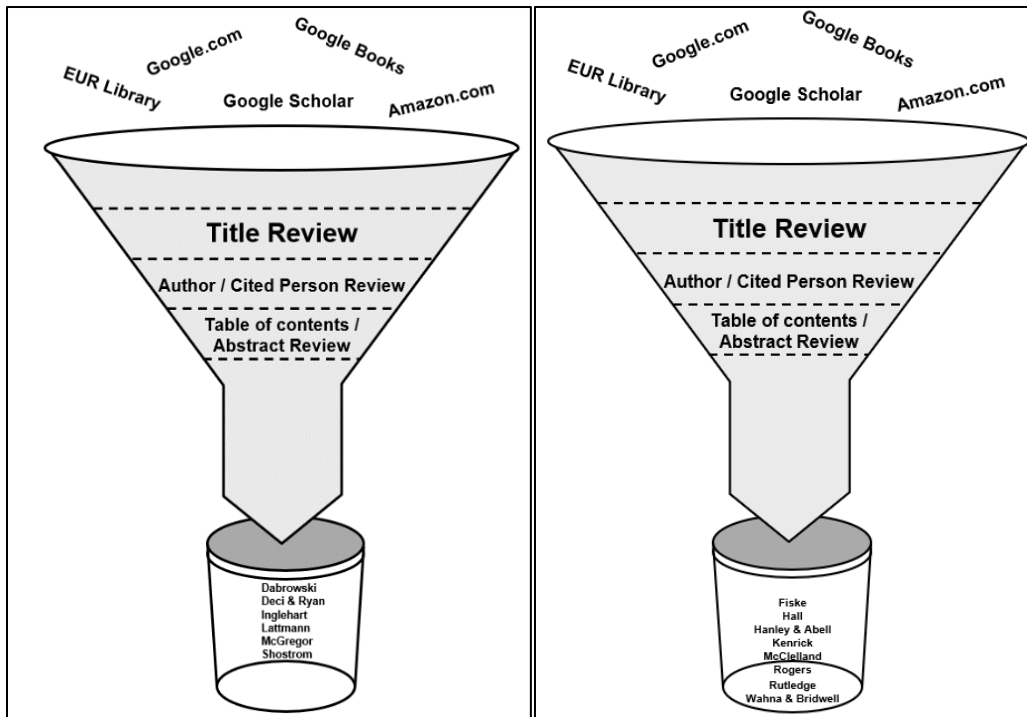 Google.com
Google Books
EUR Library
Google Scholar
Amazon.com
Title Review
Author / Cited Person Review
Table of contents /
Abstract Review
Dabrowski
Deci & Ryan
Inglehart
Lattmann
McGregor
Shostrom
Google.com
Google Books
EUR Library
Google Scholar
Amazon.com
Title Review
Author / Cited Person Review
Table of contents /
Abstract Review
Fiske
Hall
Hanley & Abell
Kenrick
McClelland
Rogers
Rutledge
Wahna & Bridwell